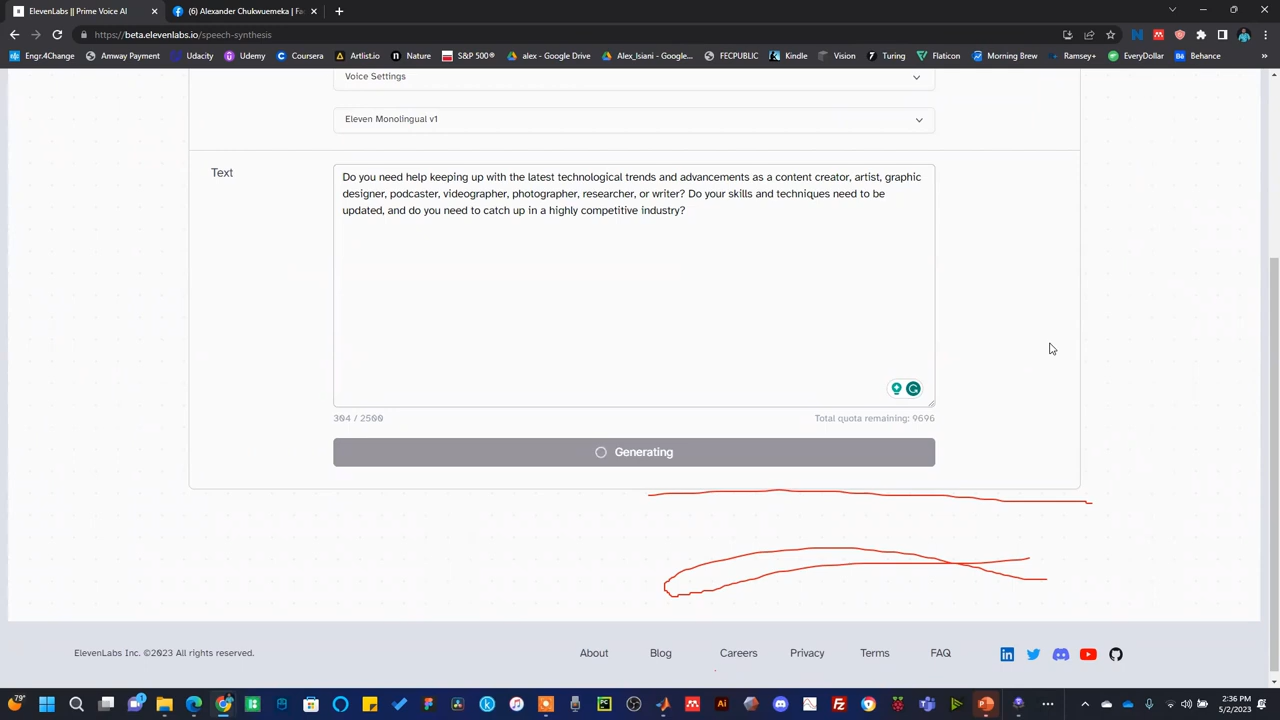 ElevenLabs || Prime Voice AI
(6) Alexander Chukwuemeka | Fac
https://beta.elevenlabs.io/speech-synthesis
Engr.4Change
Amway Payment
Udacity
Udemy
Coursera
Artlist.io
Nature
S&P 500®
alex - Google Drive
Alex_Isiani - Google...
FECPUBLIC
Kindle
Vision
Turing
Flaticon
Morning Brew
Ramsey+
EveryDollar
Behance
Voice Settings
Eleven Monolingual v1
Text
Do you need help keeping up with the latest technological trends and advancements as a content creator, artist, graphic
designer, podcaster, videographer, photographer, researcher, or writer? Do your skills and techniques need to be
updated, and do you need to catch up in a highly competitive industry?
304 / 2500
Total quota remaining: 9696
Generating
ElevenLabs Inc. ©2023 All rights reserved.
About
Blog
Careers
Privacy
Terms
FAQ
79°
2:36 PM
5/2/2023